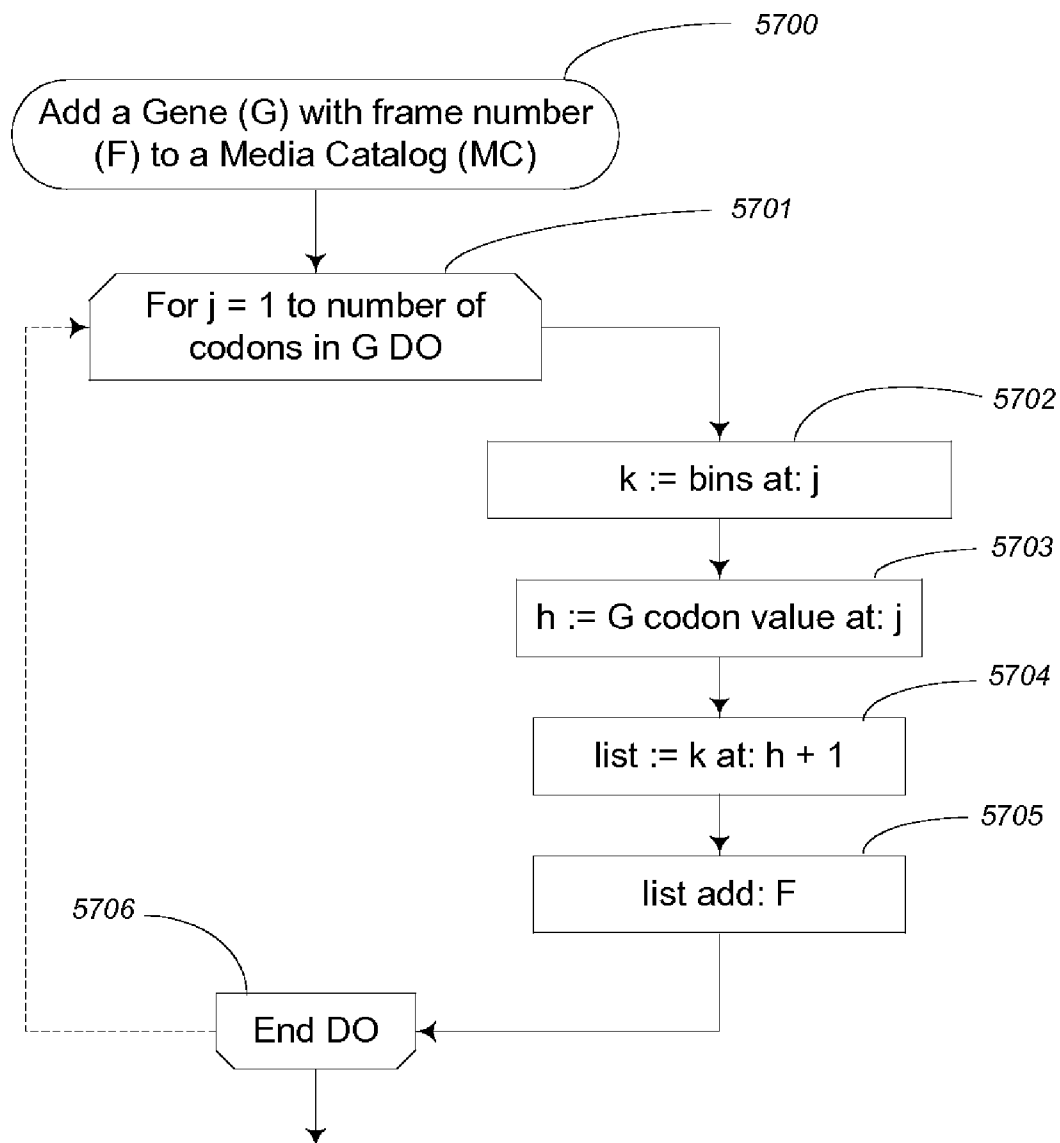 5700
Add a Gene (G) with frame number
(F) to a Media Catalog (MC)
5701
For j = 1 to number of
codons in G DO
5702
k := bins at: j
5703
h := G codon value at: j
5704
list := k at: h + 1
5705
list add: F
5706
End DO